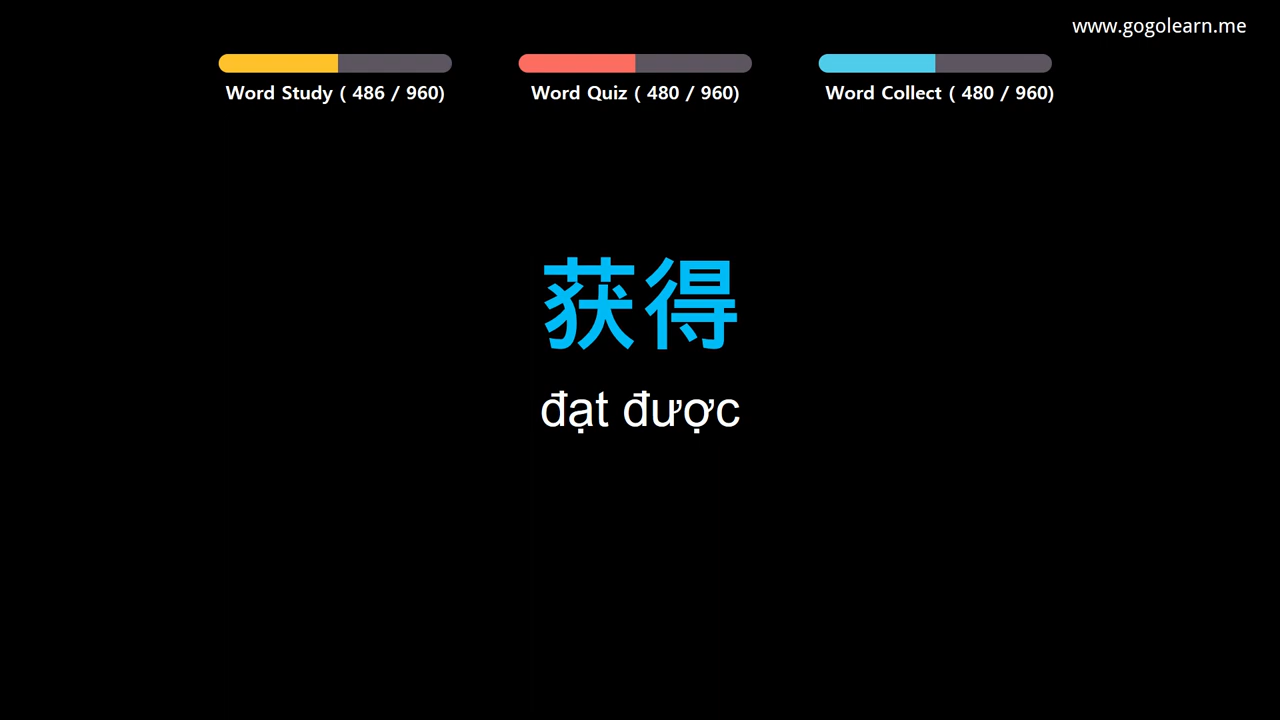 www.gogolearn.me
Word Study ( 486 / 960)
Word Quiz ( 480 / 960)
Word Collect ( 480 / 960)
获得
đạt được